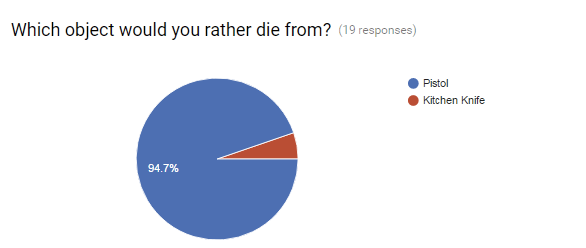 Which object would you rather die from? (19 responses)
Pistol
Kitchen Knife
94.7%